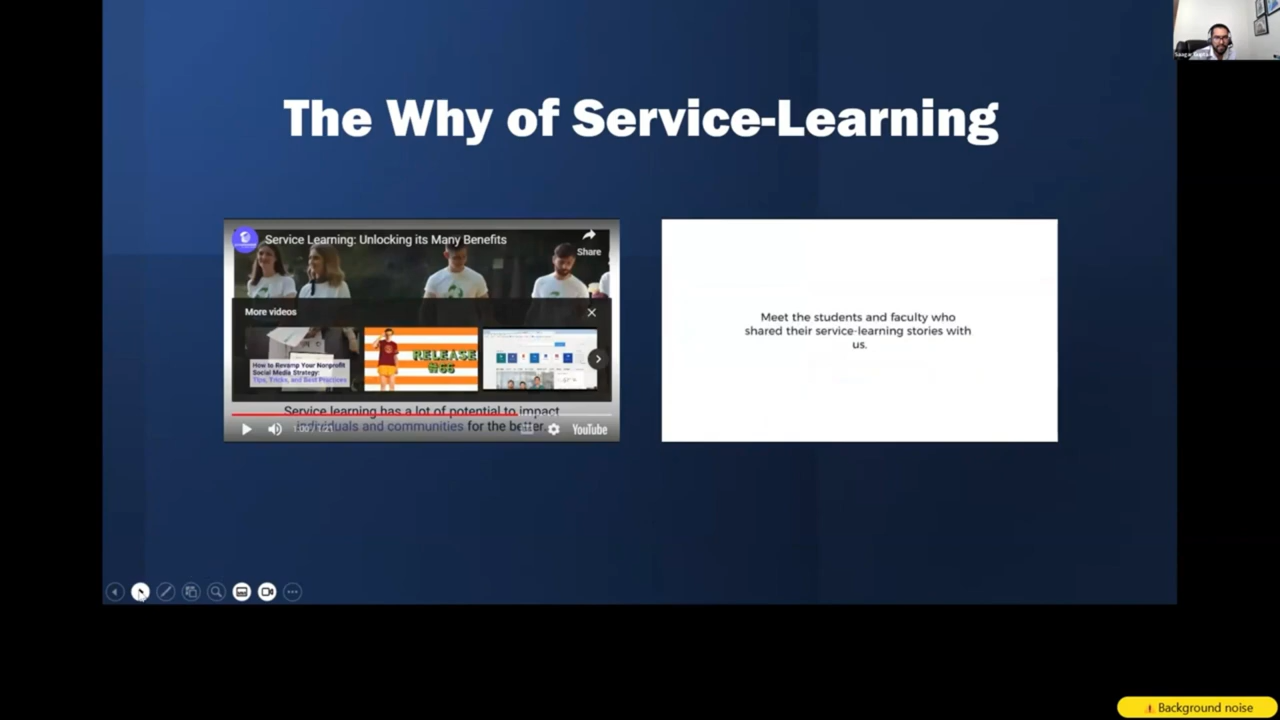 The Why of Service-Learning
Service Learning: Unlocking its Many Benefits
Share
More videos
How to Revamp Your Nonprofit
Social Media Strategy:
Tips, Tricks, and Best Practices
RELEASE
#66
Service learning has a lot of potential to impact
individuals and communities for the better.
YouTube
Meet the students and faculty who
shared their service-learning stories with
us.
Background noise